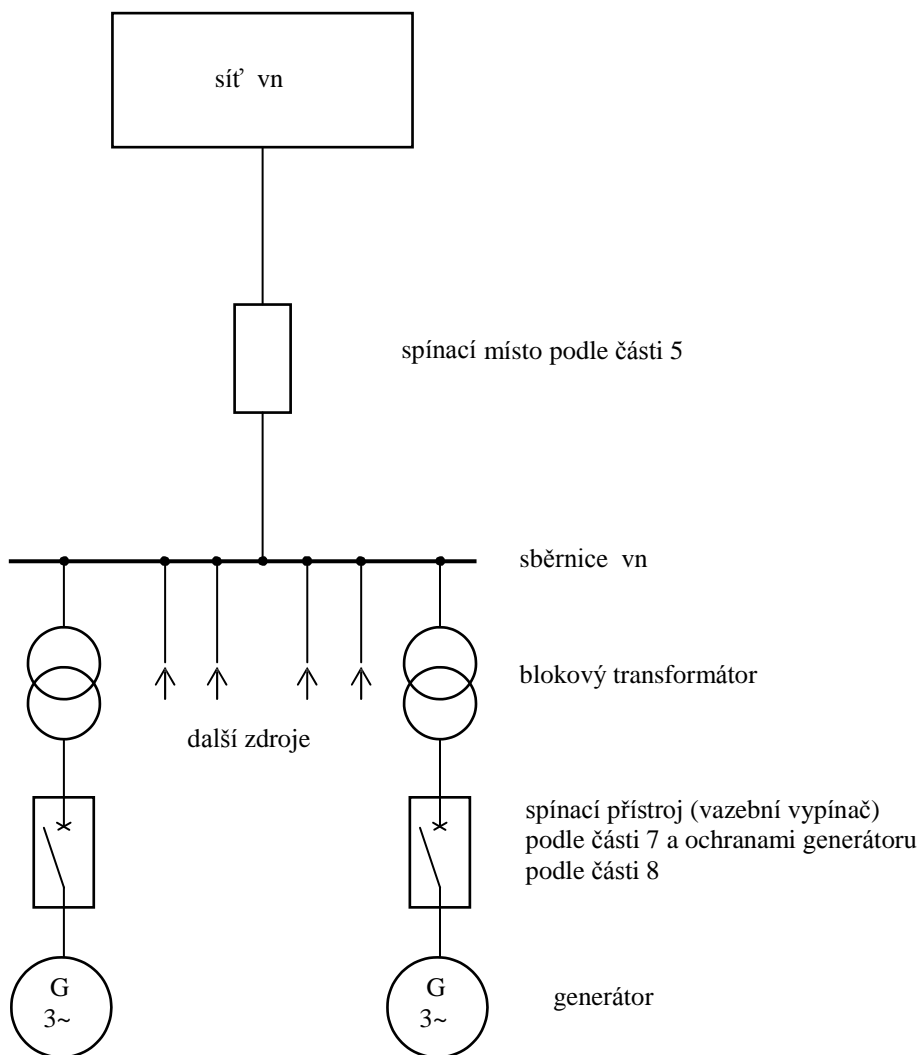 síť vn
spínací místo podle části 5
sběrnice vn
blokový transformátor
další zdroje
spínací přístroj (vazební vypínač)
podle části 7 a ochranami generátoru
podle části 8
G
3~
G
3~
generátor